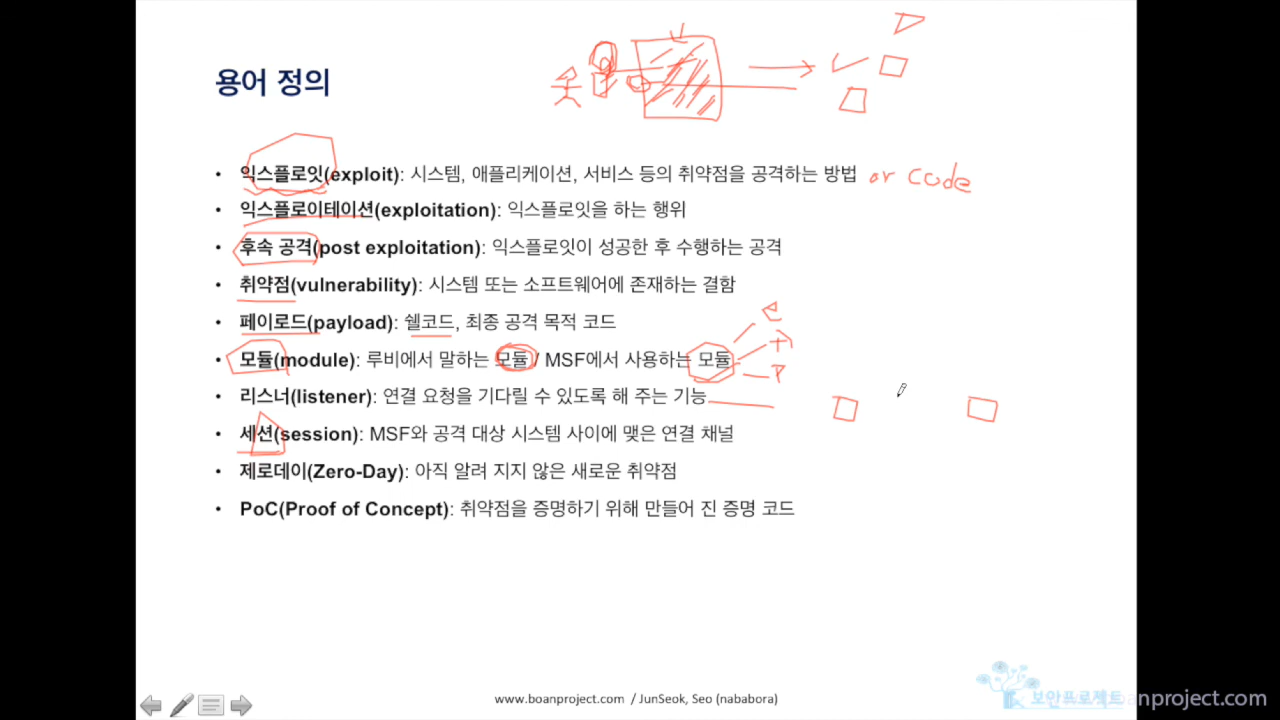 용어 정의
• 익스플로잇(exploit): 시스템, 애플리케이션, 서비스 등의 취약점을 공격하는 방법 or code
• 익스플로이테이션(exploitation): 익스플로잇을 하는 행위
• 후속 공격(post exploitation): 익스플로잇이 성공한 후 수행하는 공격
• 취약점(vulnerability): 시스템 또는 소프트웨어에 존재하는 결함
e
• 페이로드(payload): 쉘코드, 최종 공격 목적 코드
• 모듈(module): 루비에서 말하는 모듈 / MSF에서 사용하는 모듈
P
• 리스너(listener): 연결 요청을 기다릴 수 있도록 해 주는 기능
• 세션(session): MSF와 공격 대상 시스템 사이에 맺은 연결 채널
• 제로데이(Zero-Day): 아직 알려 지지 않은 새로운 취약점
• PoC(Proof of Concept): 취약점을 증명하기 위해 만들어 진 증명 코드
www.boanproject.com / JunSeok, Seo (nababora)
보안프로젝트